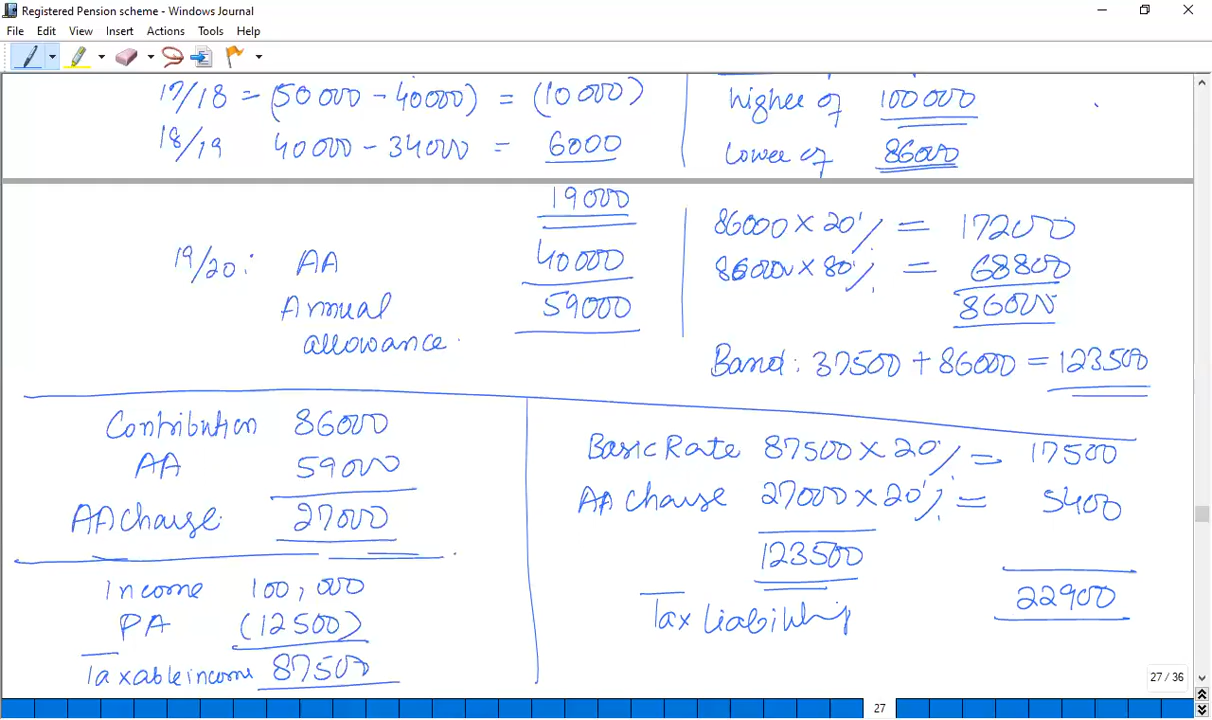 Registered Pension scheme - Windows Journal
File Edit View Insert Actions Tools Help
17/18 = (50000 - 40000) = (10000)
18/19 40000 - 34000 = 6000
19000
19/20: AA 40000
Annual 59000
allowance
higher of 100000
Lower of 86000
86000 X 20% = 17200
86000 X 80% = 68800
86000
Band: 37500 + 86000 = 123500
Contribution 86000
AA 59000
AA Charge: 27000
Income 100,000
PA (12500)
Taxable income 87500
Basic Rate 87500 X 20% = 17500
AA Charge 27000 X 20% = 5400
123500
22900
Tax Liability
27 / 36
27